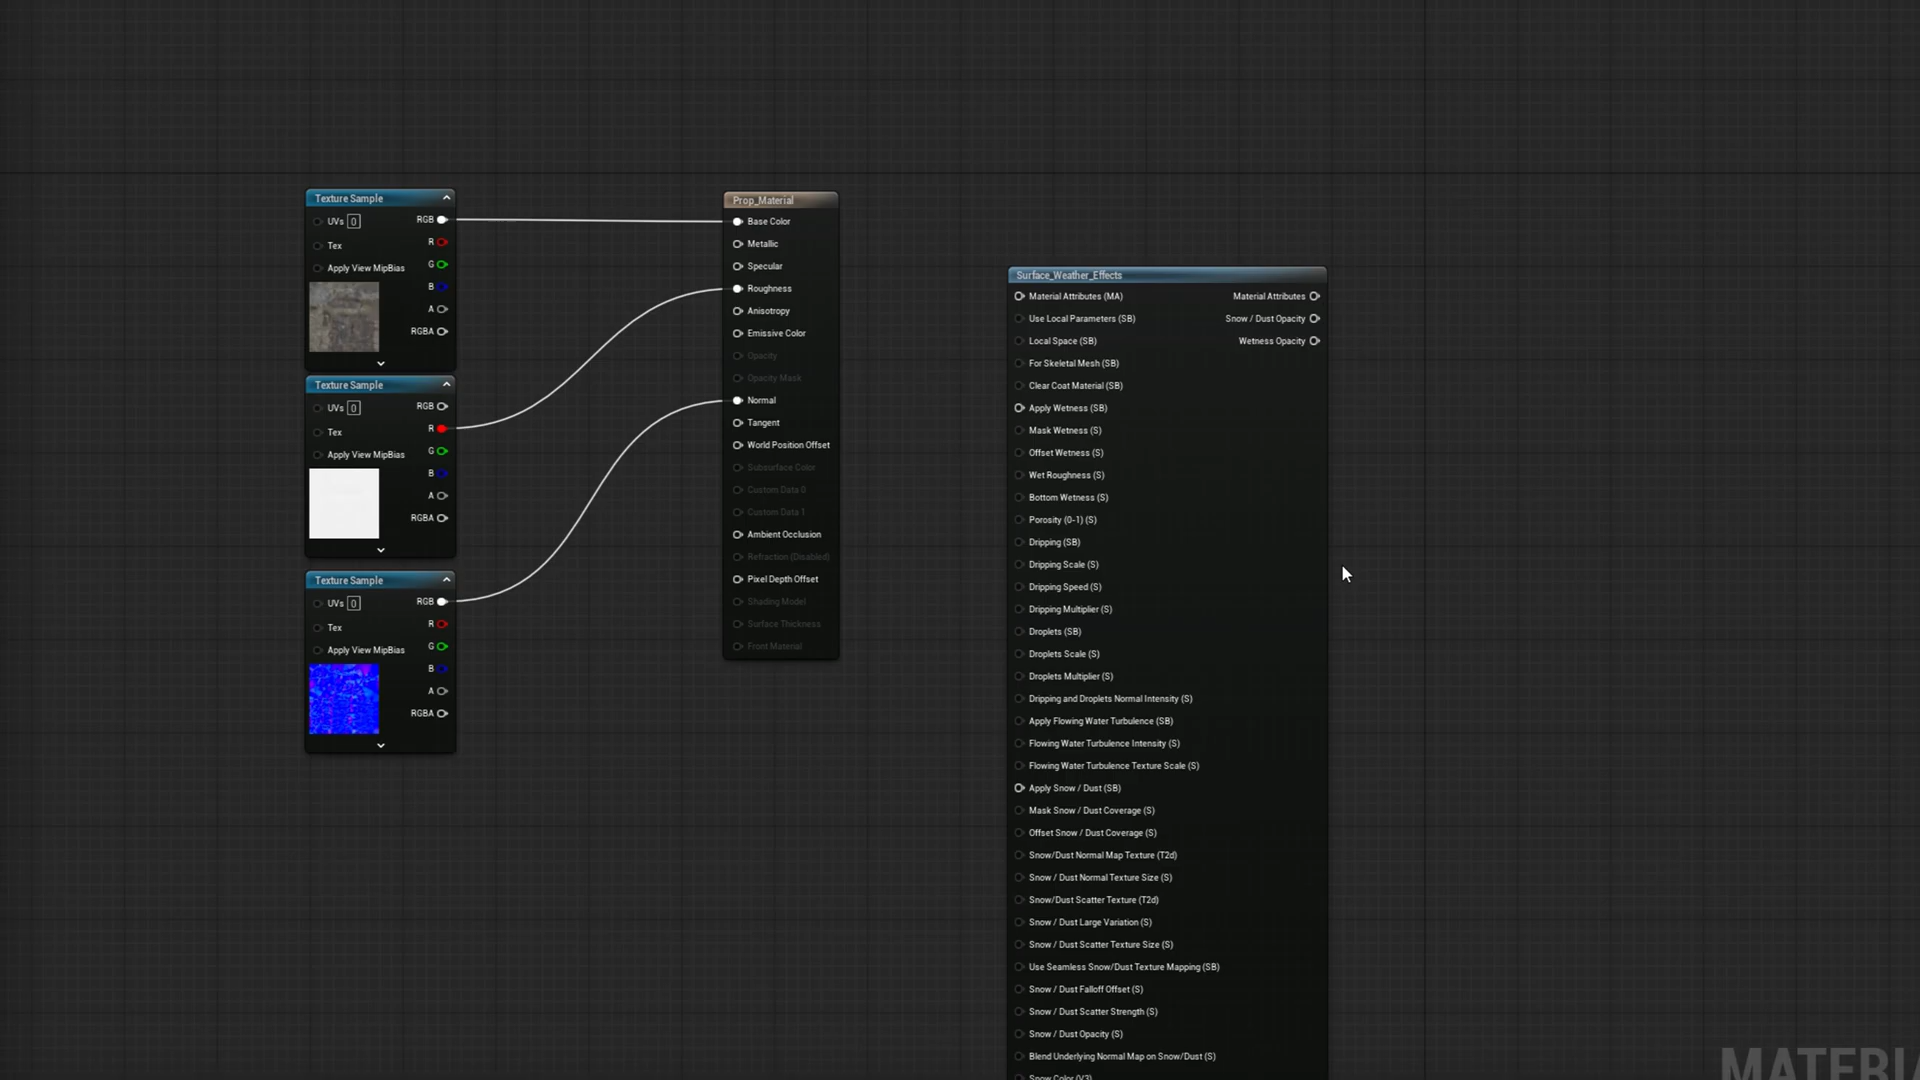 Texture Sample
UVs 0
RGB
R
Tex
G
Apply View MipBias
B
A
RGBA
Texture Sample
UVs 0
RGB
R
Tex
G
Apply View MipBias
B
A
RGBA
Texture Sample
UVs 0
RGB
R
Tex
G
Apply View MipBias
B
A
RGBA
Prop_Material
Base Color
Metallic
Specular
Roughness
Anisotropy
Emissive Color
Opacity
Opacity Mask
Normal
Tangent
World Position Offset
Subsurface Color
Custom Data 0
Custom Data 1
Ambient Occlusion
Refraction (Disabled)
Pixel Depth Offset
Shading Model
Surface Thickness
Front Material
Surface_Weather_Effects
Material Attributes (MA)
Material Attributes
Use Local Parameters (SB)
Snow / Dust Opacity
Local Space (SB)
Wetness Opacity
For Skeletal Mesh (SB)
Clear Coat Material (SB)
Apply Wetness (SB)
Mask Wetness (S)
Offset Wetness (S)
Wet Roughness (S)
Bottom Wetness (S)
Porosity (0-1) (S)
Dripping (SB)
Dripping Scale (S)
Dripping Speed (S)
Dripping Multiplier (S)
Droplets (SB)
Droplets Scale (S)
Droplets Multiplier (S)
Dripping and Droplets Normal Intensity (S)
Apply Flowing Water Turbulence (SB)
Flowing Water Turbulence Intensity (S)
Flowing Water Turbulence Texture Scale (S)
Apply Snow / Dust (SB)
Mask Snow / Dust Coverage (S)
Offset Snow / Dust Coverage (S)
Snow/Dust Normal Map Texture (T2d)
Snow / Dust Normal Texture Size (S)
Snow/Dust Scatter Texture (T2d)
Snow / Dust Large Variation (S)
Snow / Dust Scatter Texture Size (S)
Use Seamless Snow/Dust Texture Mapping (SB)
Snow / Dust Falloff Offset (S)
Snow / Dust Scatter Strength (S)
Snow / Dust Opacity (S)
Blend Underlying Normal Map on Snow/Dust (S)
Snow Color (V3)
MATERIA